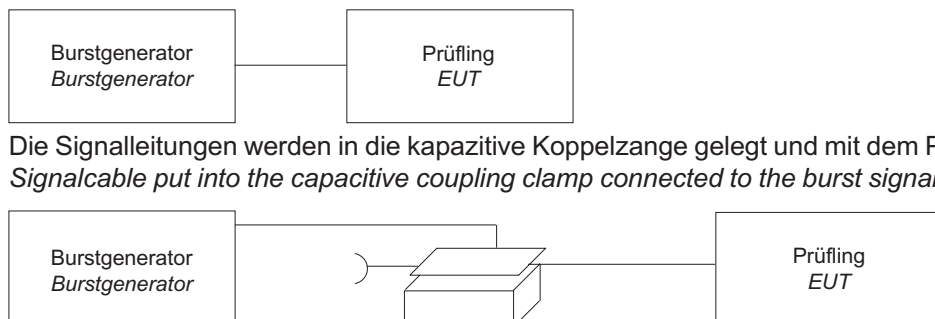 Burstgenerator
Burstgenerator
Prüfling
EUT
Die Signalleitungen werden in die kapazitive Koppelzange gelegt und mit dem
Signalcable put into the capacitive coupling clamp connected to the burst signal
Burstgenerator
Burstgenerator
Prüfling
EUT